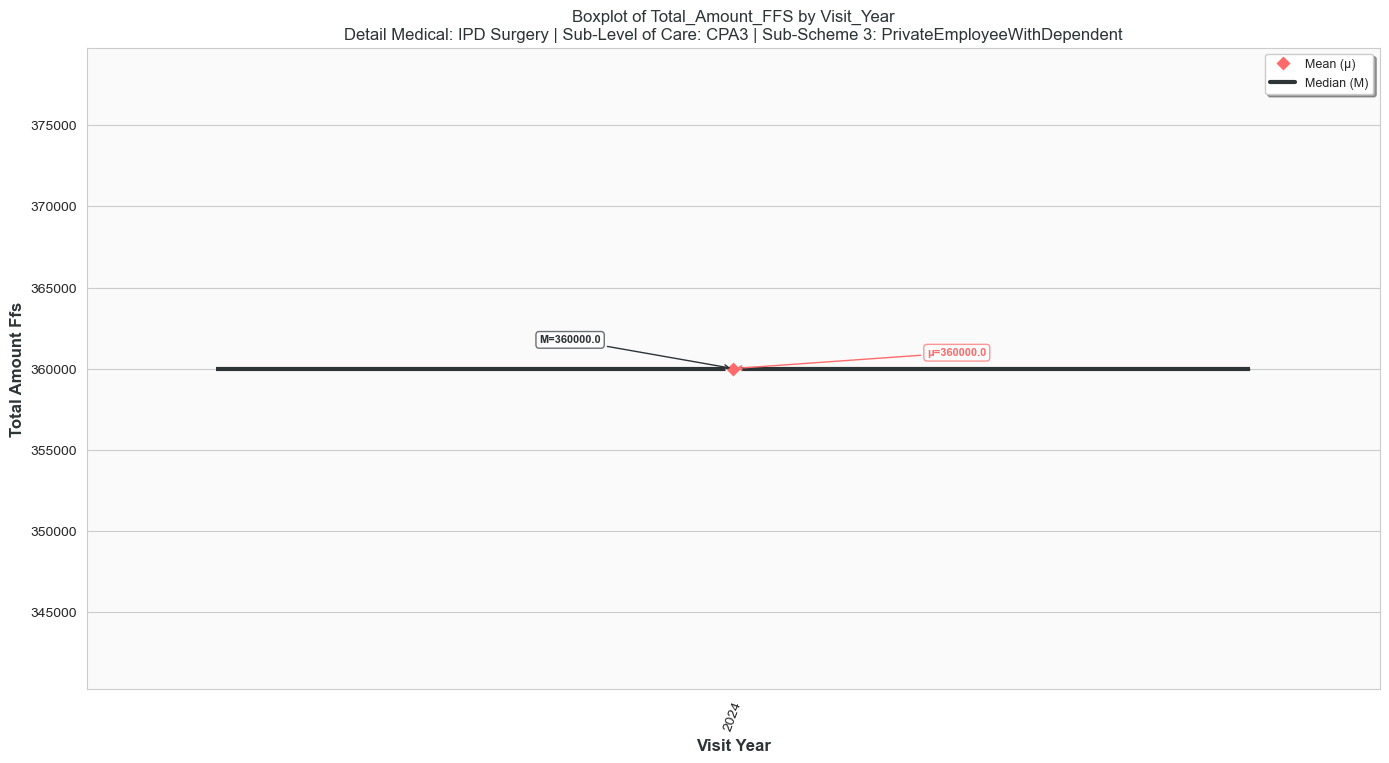 Boxplot of Total_Amount_FFS by Visit_Year
Detail Medical: IPD Surgery | Sub-Level of Care: CPA3 | Sub-Scheme 3: PrivateEmployeeWithDependent
Mean (μ)
Median (M)
Total Amount Ffs
375000
370000
365000
360000
355000
350000
345000
M=360000.0
μ=360000.0
2024
Visit Year